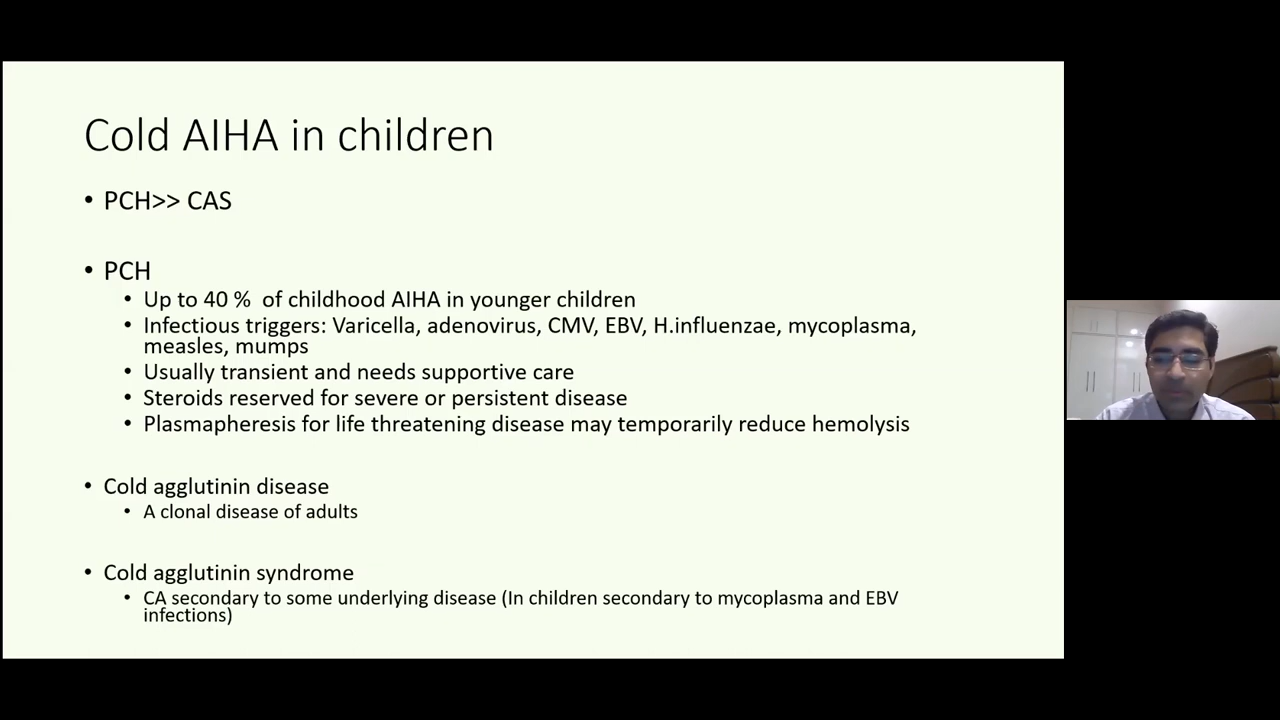 Cold AIHA in children
• PCH>> CAS
• PCH
• Up to 40 %  of childhood AIHA in younger children
• Infectious triggers: Varicella, adenovirus, CMV, EBV, H.influenzae, mycoplasma,
measles, mumps
• Usually transient and needs supportive care
• Steroids reserved for severe or persistent disease
• Plasmapheresis for life threatening disease may temporarily reduce hemolysis
• Cold agglutinin disease
• A clonal disease of adults
• Cold agglutinin syndrome
• CA secondary to some underlying disease (In children secondary to mycoplasma and EBV
infections)